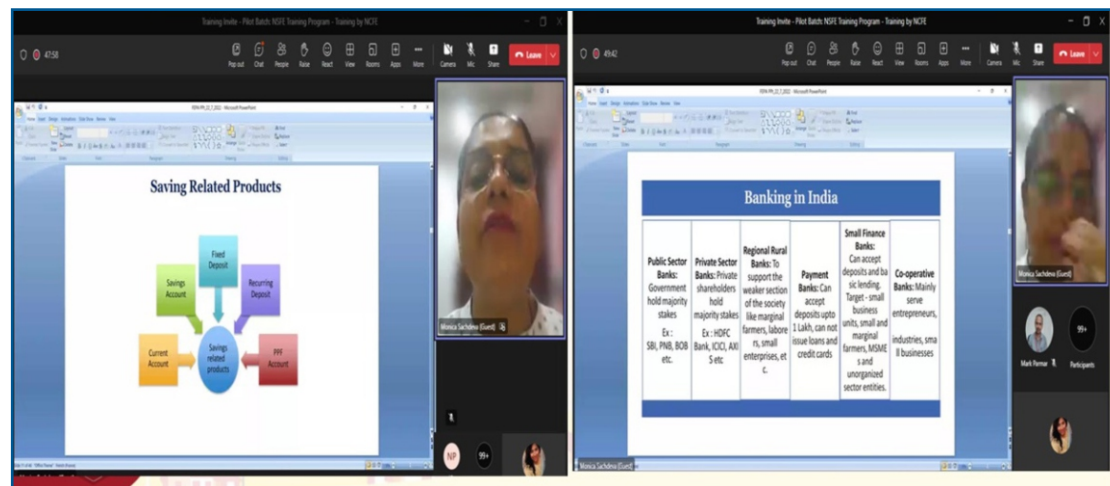 Training Invite - Pilot Batch: NSFE Training Program - Training by NCFE
47:58
Pop out Chat People Raise React View Rooms Apps More Camera Mic Share Leave
Saving Related Products
Fixed
Deposit
Savings
Account
Recurring
Deposit
Current
Account
Savings
related
products
PPF
Account
Monica Sachdeva (Guest)
NP
99+
Training Invite - Pilot Batch: NSFE Training Program - Training by NCFE
49:42
Pop out Chat People Raise React View Rooms Apps More Camera Mic Share Leave
Banking in India
Public Sector
Banks:
Government
hold majority
stakes
Ex :
SBI, PNB, BOB
etc.
Private Sector
Banks: Private
shareholders
hold
majority stakes
Ex : HDFC
Bank, ICICI, AXI
S etc
Regional Rural
Banks: To
support the
weaker section
of the society
like marginal
farmers, labore
rs, small
enterprises, et
c.
Payment
Banks: Can
accept
deposits upto
1 Lakh, can not
issue loans and
credit cards
Small Finance
Banks:
Can accept
deposits and ba
sic lending.
Target - small
business
units, small and
marginal
farmers, MSME
s and
unorganized
sector entities.
Co-operative
Banks: Mainly
serve
entrepreneurs,
industries, sma
ll businesses
Monica Sachdeva (Guest)
99+
Participants
Monica Sachdeva (Guest)